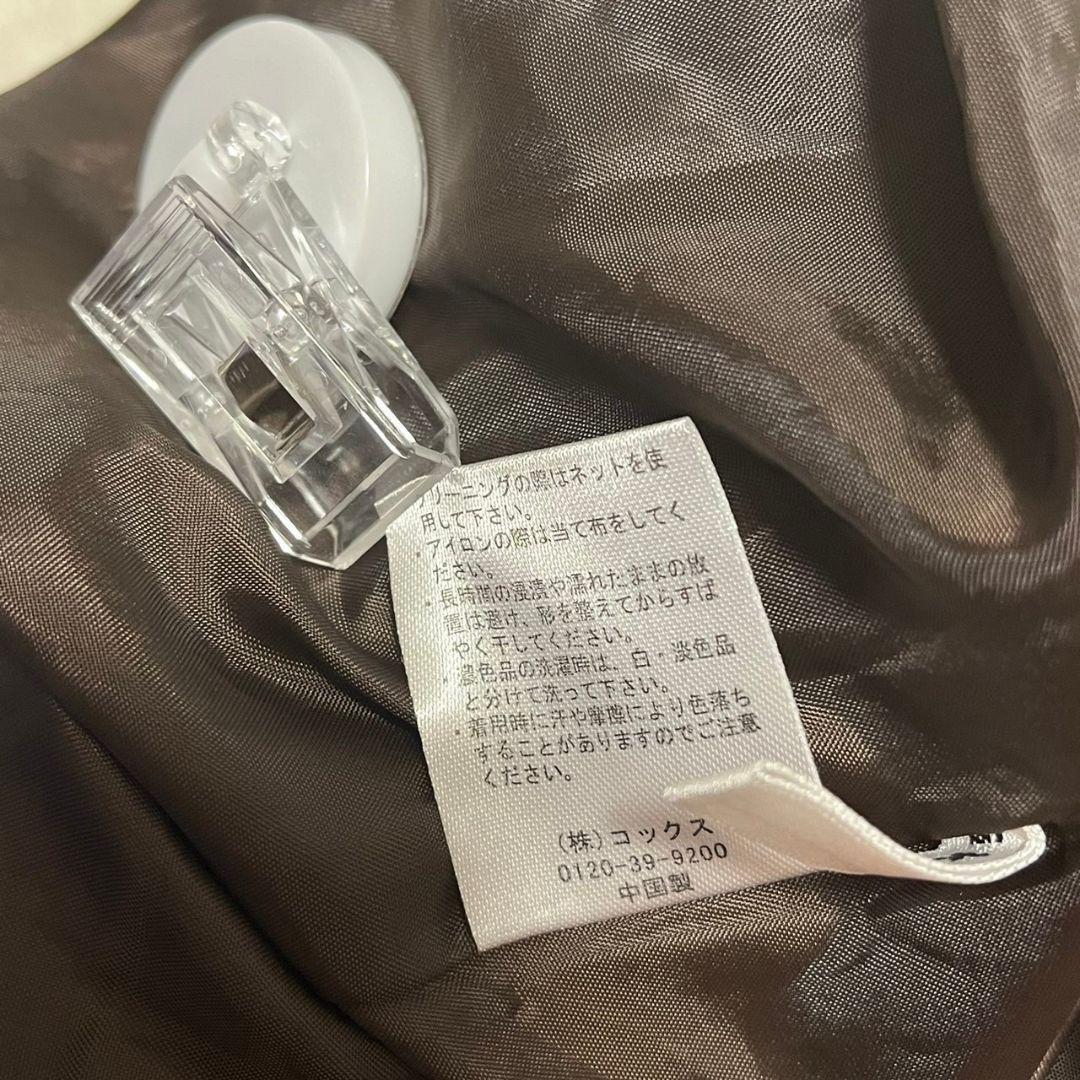 リーニングの際はネットを使
用して下さい。
・アイロンの際は当て布をしてく
ださい。
・長時間の浸漬や濡れたままの放
置は避け、形を整えてからすば
やく干してください。
・濃色品の洗濯時は、白・淡色品
と分けて洗って下さい。
・着用時に汗や摩擦により色落ち
することがありますのでご注意
ください。
(株)コックス
0120-39-9200
中国製